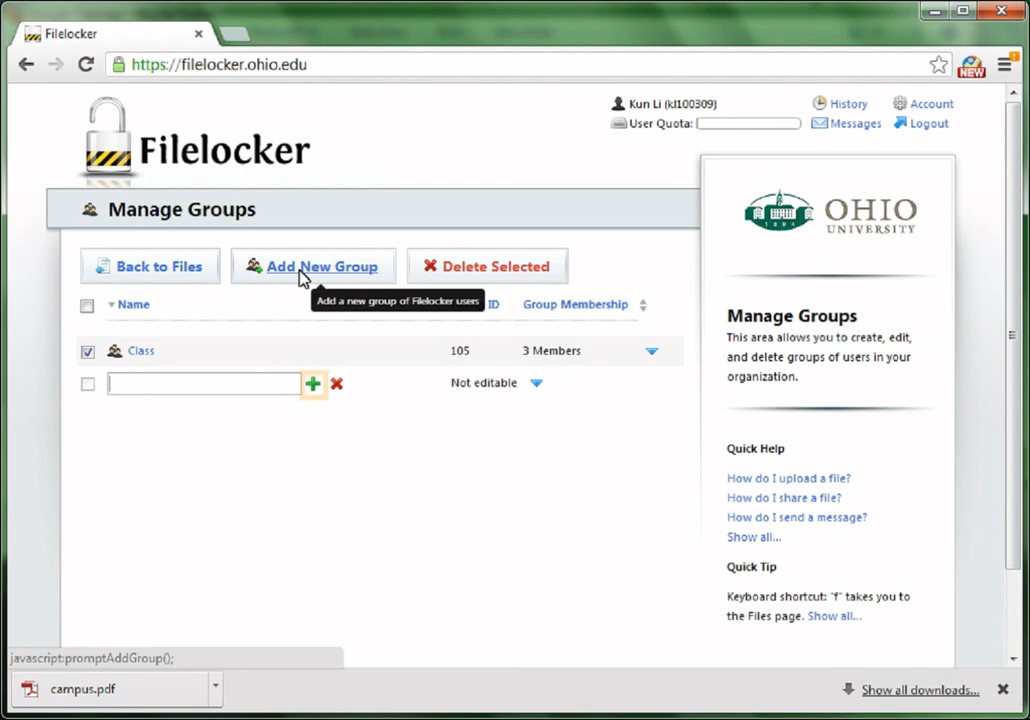 Filelocker
https://filelocker.ohio.edu
NEW
Kun Li (kl100309)
History
Account
User Quota:
Messages
Logout
Filelocker
Manage Groups
OHIO
UNIVERSITY
Back to Files
Add New Group
Delete Selected
Add a new group of Filelocker users
Name
ID
Group Membership
Class
105
3 Members
Not editable
Manage Groups
This area allows you to create, edit,
and delete groups of users in your
organization.
Quick Help
How do I upload a file?
How do I share a file?
How do I send a message?
Show all...
Quick Tip
Keyboard shortcut: "f" takes you to
the Files page. Show all...
javascript:promptAddGroup();
campus.pdf
Show all downloads...